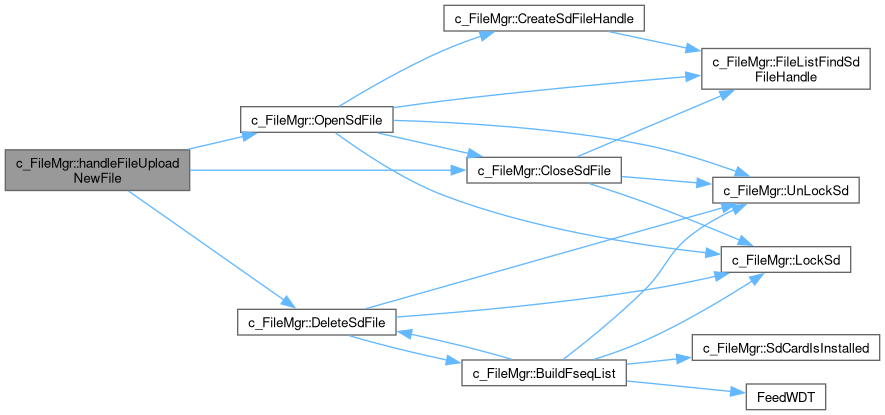 c_FileMgr::CreateSdFileHandle
c_FileMgr::FileListFindSd
FileHandle
c_FileMgr::OpenSdFile
c_FileMgr::handleFileUpload
NewFile
c_FileMgr::CloseSdFile
c_FileMgr::UnLockSd
c_FileMgr::LockSd
c_FileMgr::DeleteSdFile
c_FileMgr::SdCardIsInstalled
c_FileMgr::BuildFseqList
FeedWDT